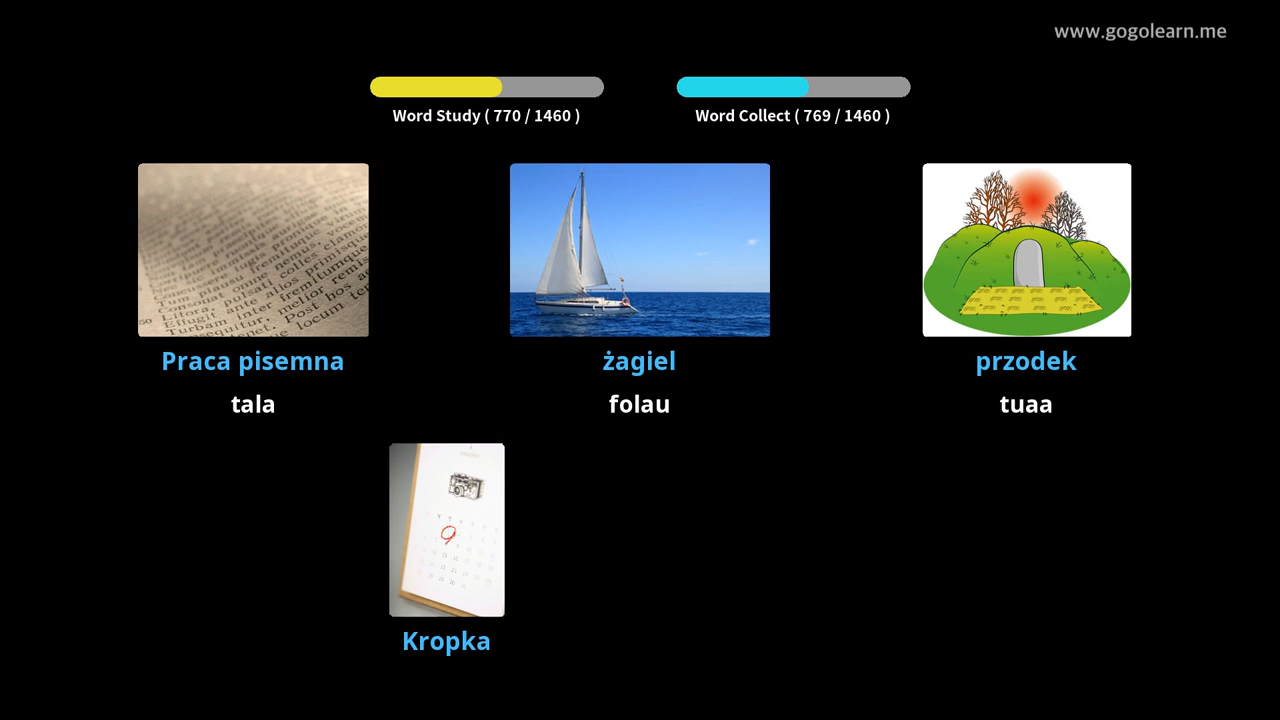 www.gogolearn.me
Word Study ( 770 / 1460 )
Word Collect ( 769 / 1460 )
Praca pisemna
żagiel
przodek
tala
folau
tuaa
Kropka